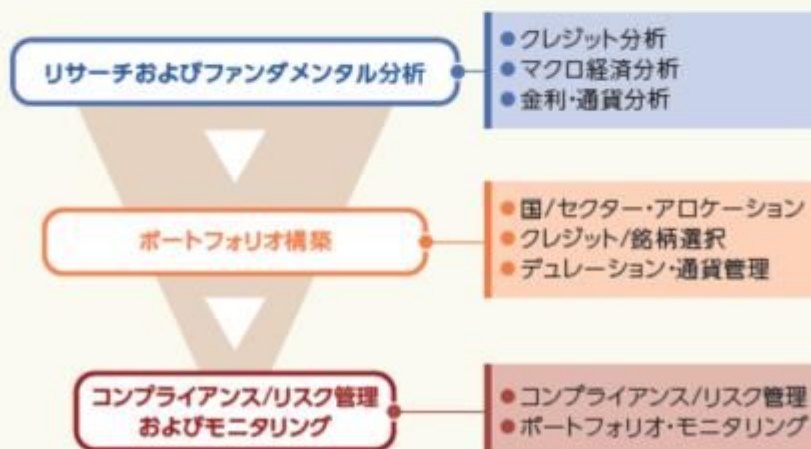 リサーチおよびファンダメンタル分析
●クレジット分析
●マクロ経済分析
●金利・通貨分析
ポートフォリオ構築
●国/セクター・アロケーション
●クレジット/銘柄選択
●デュレーション・通貨管理
コンプライアンス/リスク管理
およびモニタリング
●コンプライアンス/リスク管理
●ポートフォリオ・モニタリング